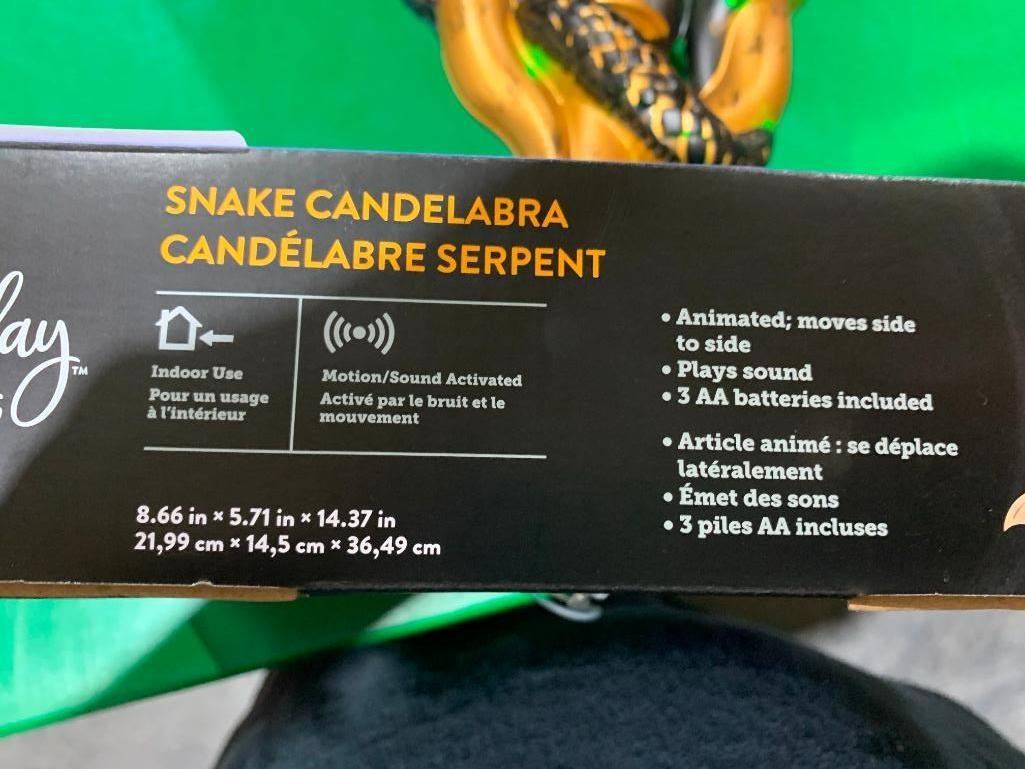 SNAKE CANDELABRA
CANDÉLABRE SERPENT
Indoor Use
Pour un usage
à l'intérieur
Motion/Sound Activated
Activé par le bruit et le
mouvement
8.66 in × 5.71 in × 14.37 in
21,99 cm × 14,5 cm × 36,49 cm
• Animated; moves side
to side
• Plays sound
• 3 AA batteries included
• Article animé : se déplace
latéralement
• Émet des sons
• 3 piles AA incluses
TM